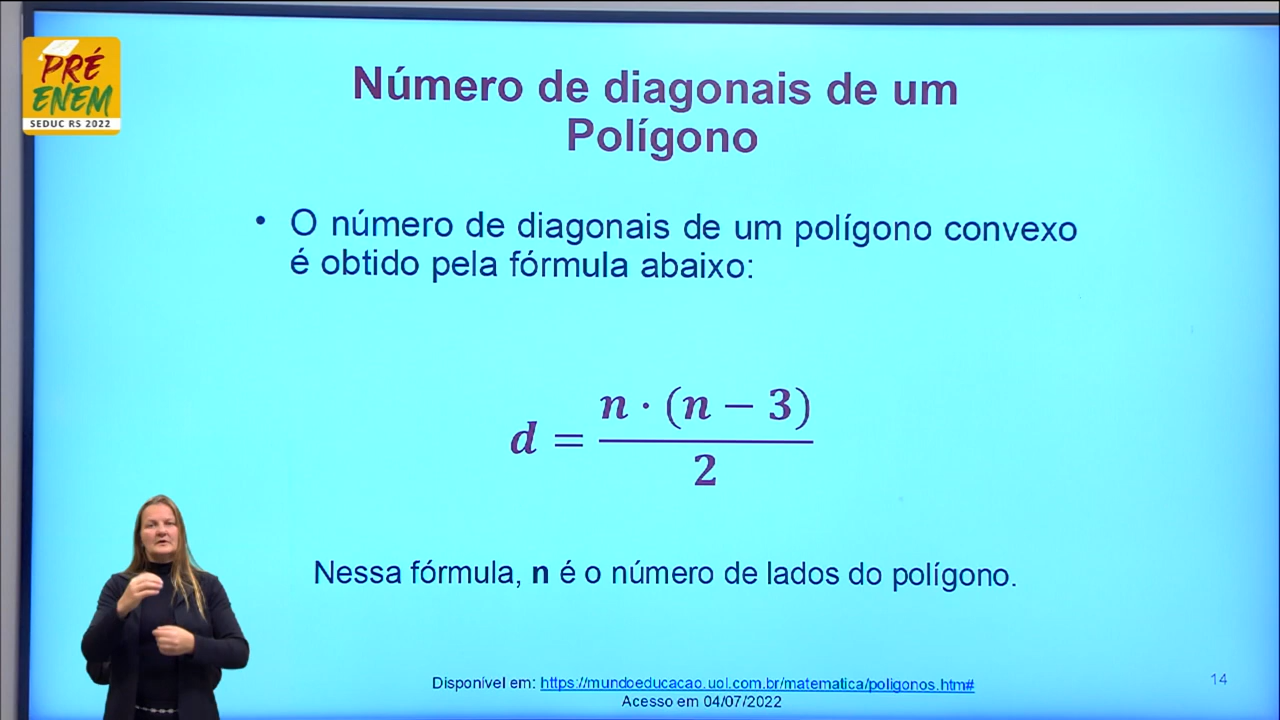 PRÉ
ENEM
SEDUC RS 2022
Número de diagonais de um
Polígono
• O número de diagonais de um polígono convexo
é obtido pela fórmula abaixo:
d = n · (n − 3) / 2
Nessa fórmula, n é o número de lados do polígono.
Disponível em: https://mundoeducacao.uol.com.br/matematica/poligonos.htm#
Acesso em 04/07/2022
14